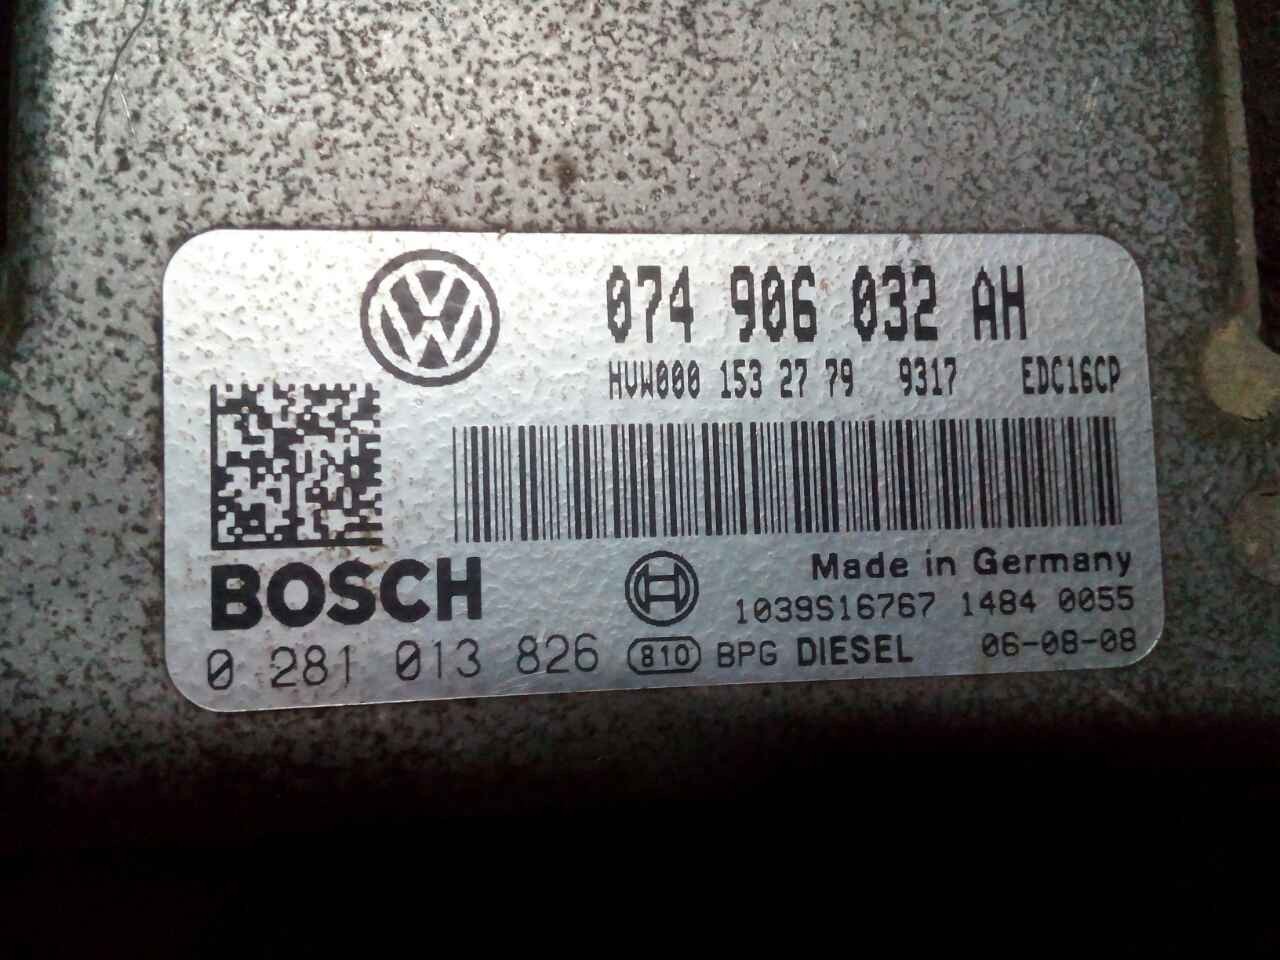 074 906 032 AH
HVW000 153 27 79 9317 EDC16CP
BOSCH
Made in Germany
1039S16767 1484 0055
0 281 013 826 810 BPG DIESEL 06-08-08